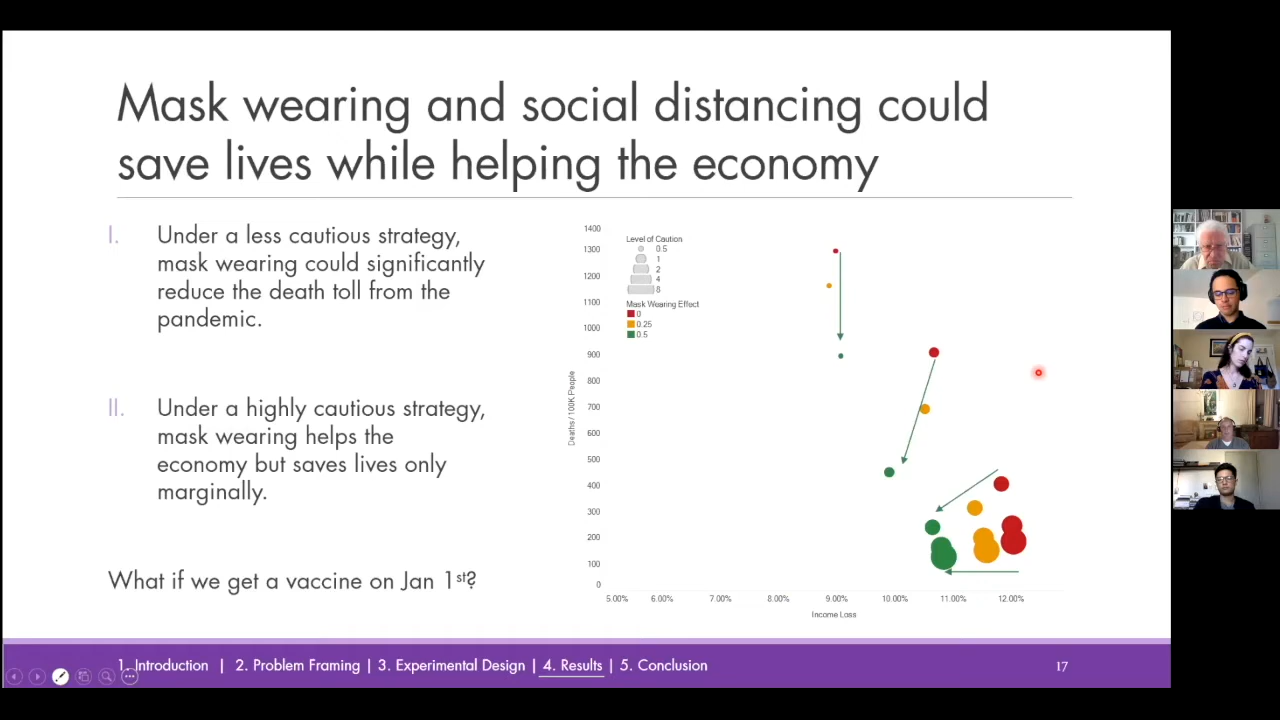 Mask wearing and social distancing could
save lives while helping the economy
I. Under a less cautious strategy,
mask wearing could significantly
reduce the death toll from the
pandemic.
II. Under a highly cautious strategy,
mask wearing helps the
economy but saves lives only
marginally.
What if we get a vaccine on Jan 1st?
1400
1300
1200
1100
1000
900
800
700
600
500
400
300
200
100
0
Deaths / 100K People
Level of Caution
0.5
1
2
4
8
Mask Wearing Effect
0
0.25
0.5
5.00% 6.00% 7.00% 8.00% 9.00% 10.00% 11.00% 12.00%
Income Loss
1. Introduction | 2. Problem Framing | 3. Experimental Design | 4. Results | 5. Conclusion
17